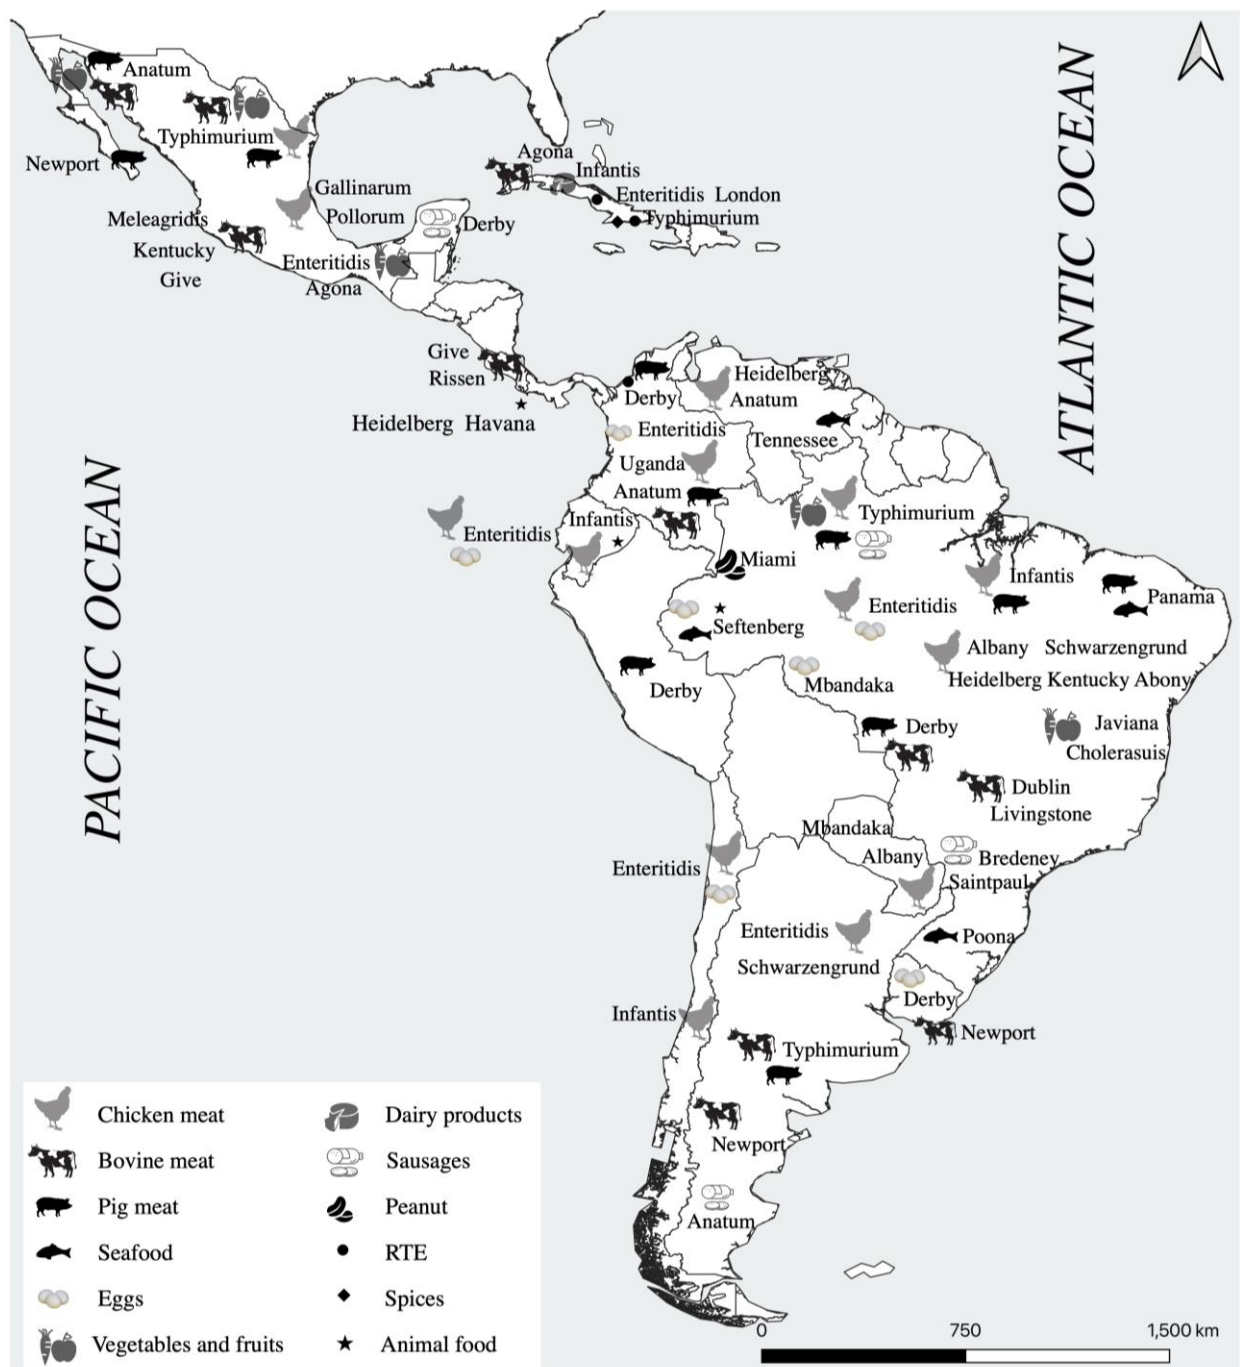 Anatum
Typhimurium
Newport
Agona
Infantis
Enteritidis London
Typhimurium
Gallinarum
Pollorum
Derby
Meleagridis
Kentucky
Give
Enteritidis
Agona
ATLANTIC OCEAN
PACIFIC OCEAN
Give
Rissen
Heidelberg Havana
Derby
Heidelberg
Anatum
Enteritidis
Tennessee
Uganda
Anatum
Infantis
Enteritidis
Typhimurium
Miami
Infantis
Panama
Enteritidis
Seftenberg
Albany Schwarzengrund
Heidelberg Kentucky Abony
Mbandaka
Derby
Derby
Javiana
Cholerasuis
Dublin
Livingstone
Mbandaka
Albany
Bredeney
Saintpaul
Enteritidis
Enteritidis
Schwarzengrund
Poona
Derby
Infantis
Newport
Typhimurium
Newport
Anatum
Chicken meat
Bovine meat
Pig meat
Seafood
Eggs
Vegetables and fruits
Dairy products
Sausages
Peanut
RTE
Spices
Animal food
0 750 1,500 km